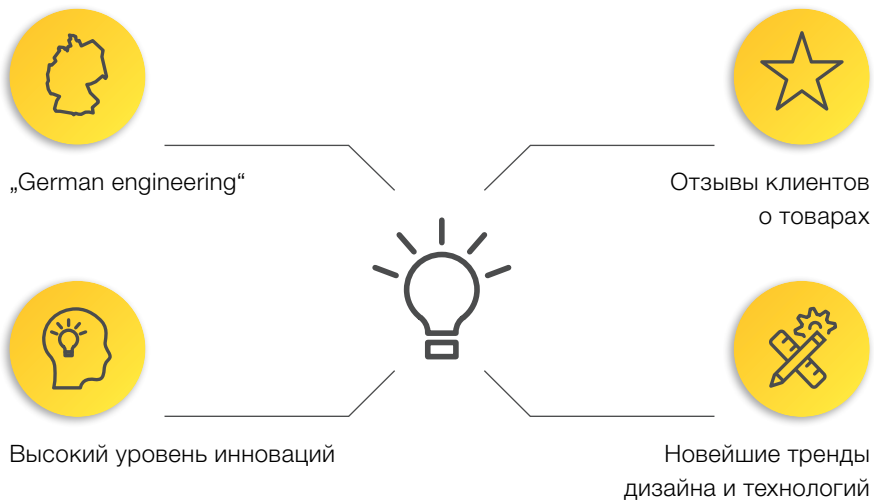 „German engineering“
Отзывы клиентов
о товарах
Высокий уровень инноваций
Новейшие тренды
дизайна и технологий